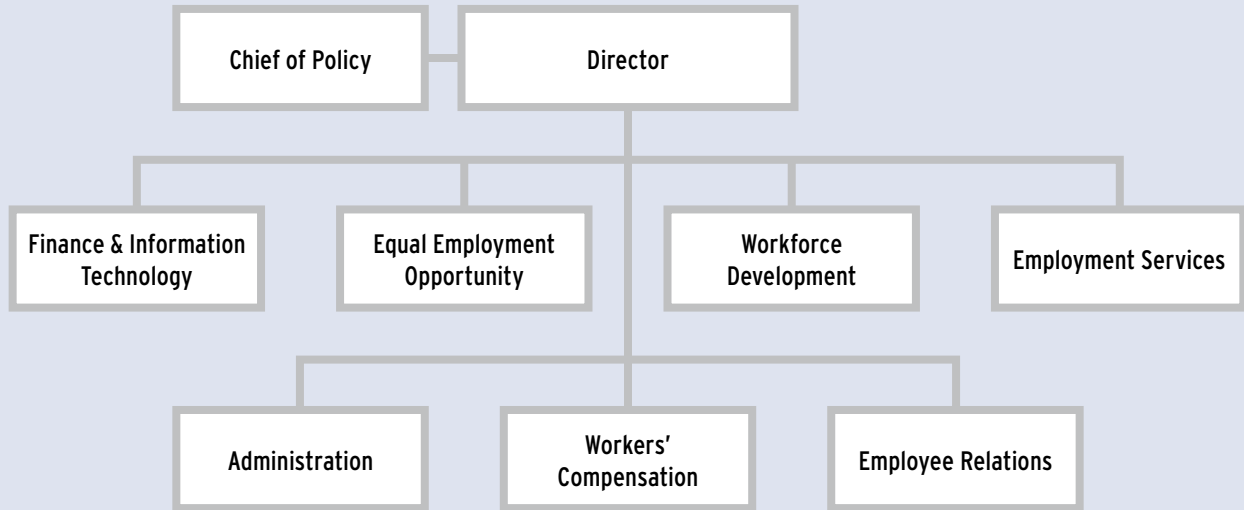 Chief of Policy
Director
Finance & Information
Technology
Equal Employment
Opportunity
Workforce
Development
Employment Services
Administration
Workers’
Compensation
Employee Relations